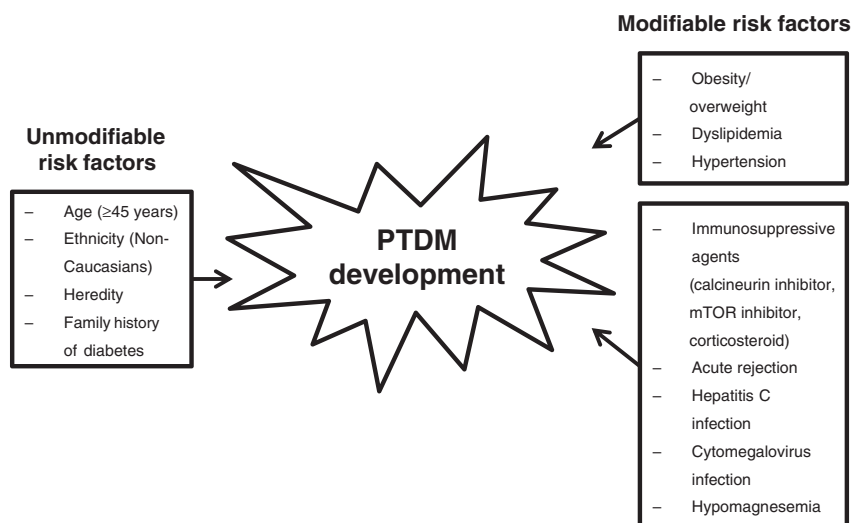 Unmodifiable
risk factors
– Age (≥45 years)
– Ethnicity (Non-
Caucasians)
– Heredity
– Family history
of diabetes
PTDM
development
Modifiable risk factors
– Obesity/
overweight
– Dyslipidemia
– Hypertension
– Immunosuppressive
agents
(calcineurin inhibitor,
mTOR inhibitor,
corticosteroid)
– Acute rejection
– Hepatitis C
infection
– Cytomegalovirus
infection
– Hypomagnesemia